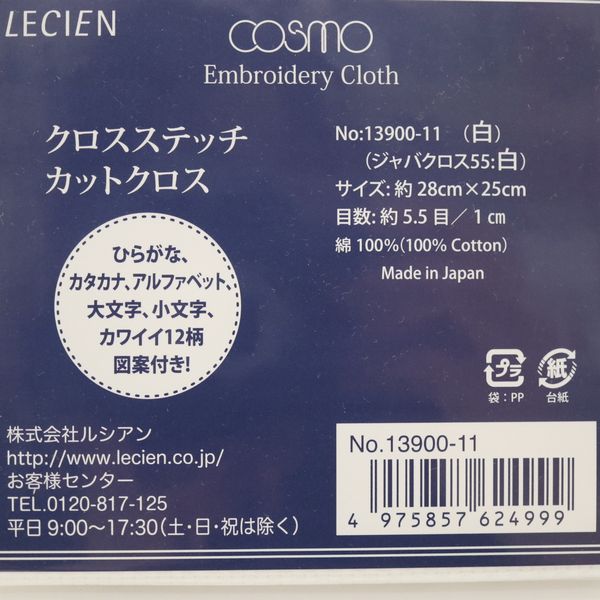 LECIEN
COSMO
Embroidery Cloth
クロスステッチ
カットクロス
No:13900-11 （白）
（ジャバクロス55:白）
サイズ: 約 28cm×25cm
目数: 約 5.5 目／ 1 ㎝
綿 100%(100% Cotton)
Made in Japan
ひらがな、
カタカナ、アルファベット、
大文字、小文字、
カワイイ12柄
図案付き!
プラ
袋：PP
紙
台紙
株式会社ルシアン
http://www.lecien.co.jp/
お客様センター
TEL.0120-817-125
平日 9:00〜17:30（土・日・祝は除く）
No.13900-11
4 975857 624999